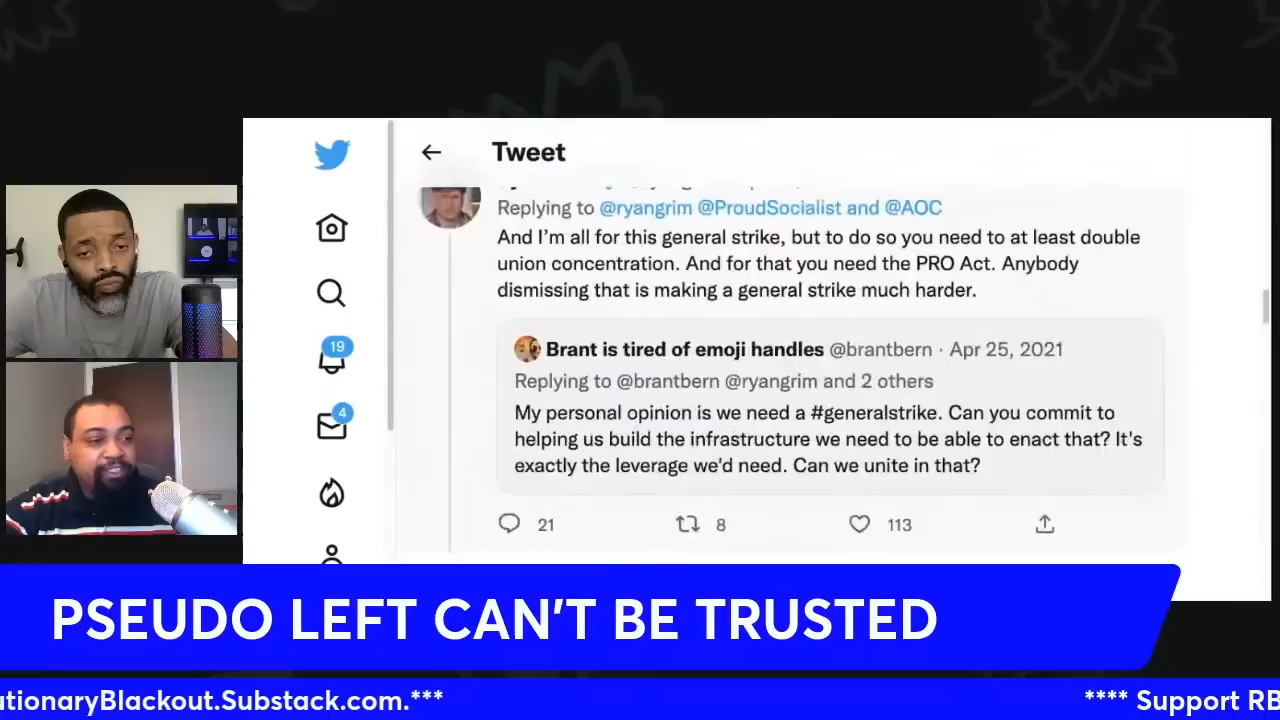 Tweet
Replying to @ryangrim @ProudSocialist and @AOC
And I'm all for this general strike, but to do so you need to at least double
union concentration. And for that you need the PRO Act. Anybody
dismissing that is making a general strike much harder.
19
Brant is tired of emoji handles @brantbern · Apr 25, 2021
Replying to @brantbern @ryangrim and 2 others
4
My personal opinion is we need a #generalstrike. Can you commit to
helping us build the infrastructure we need to be able to enact that? It's
exactly the leverage we'd need. Can we unite in that?
21 8 113
PSEUDO LEFT CAN'T BE TRUSTED
utionaryBlackout.Substack.com.*** **** Support RB